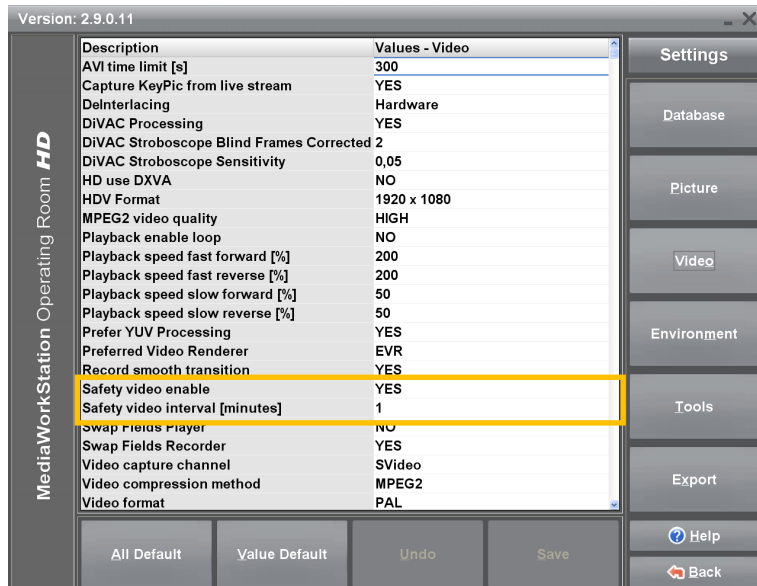 Version: 2.9.0.11
MediaWorkStation Operating Room HD
Description Values - Video
AVI time limit [s] 300
Capture KeyPic from live stream YES
DeInterlacing Hardware
DiVAC Processing YES
DiVAC Stroboscope Blind Frames Corrected 2
DiVAC Stroboscope Sensitivity 0,05
HD use DXVA NO
HDV Format 1920 x 1080
MPEG2 video quality HIGH
Playback enable loop NO
Playback speed fast forward [%] 200
Playback speed fast reverse [%] 200
Playback speed slow forward [%] 50
Playback speed slow reverse [%] 50
Prefer YUV Processing YES
Preferred Video Renderer EVR
Record smooth transition YES
Safety video enable YES
Safety video interval [minutes] 1
Swap Fields Player NO
Swap Fields Recorder YES
Video capture channel SVideo
Video compression method MPEG2
Video format PAL
All Default
Value Default
Undo
Save
Settings
Database
Picture
Video
Environment
Tools
Export
Help
Back